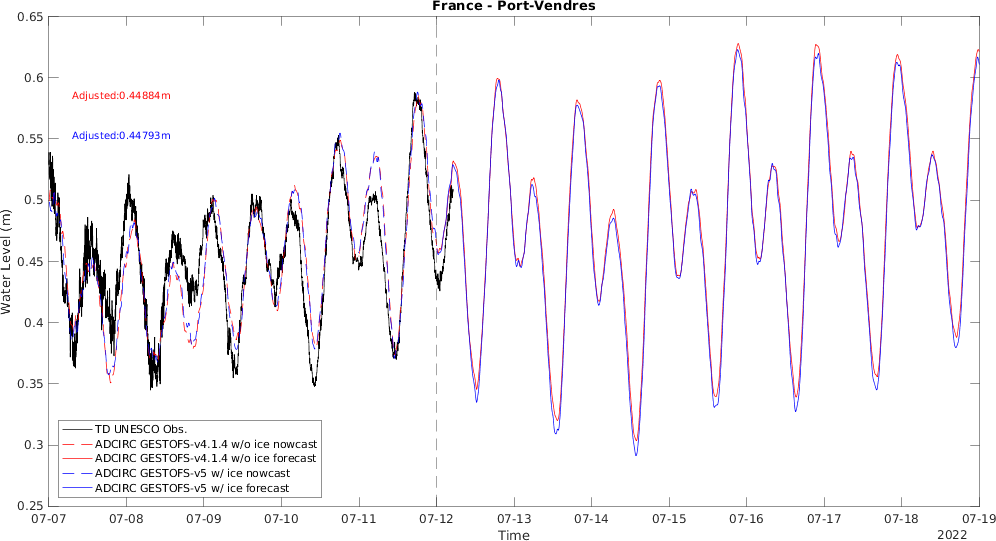 France - Port-Vendres
0.65
0.6
0.55
0.5
0.45
0.4
0.35
0.3
0.25
Water Level (m)
Adjusted:0.44884m
Adjusted:0.44793m
TD UNESCO Obs.
ADCIRC GESTOFS-v4.1.4 w/o ice nowcast
ADCIRC GESTOFS-v4.1.4 w/o ice forecast
ADCIRC GESTOFS-v5 w/ ice nowcast
ADCIRC GESTOFS-v5 w/ ice forecast
07-07 07-08 07-09 07-10 07-11 07-12 07-13 07-14 07-15 07-16 07-17 07-18 07-19
Time
2022